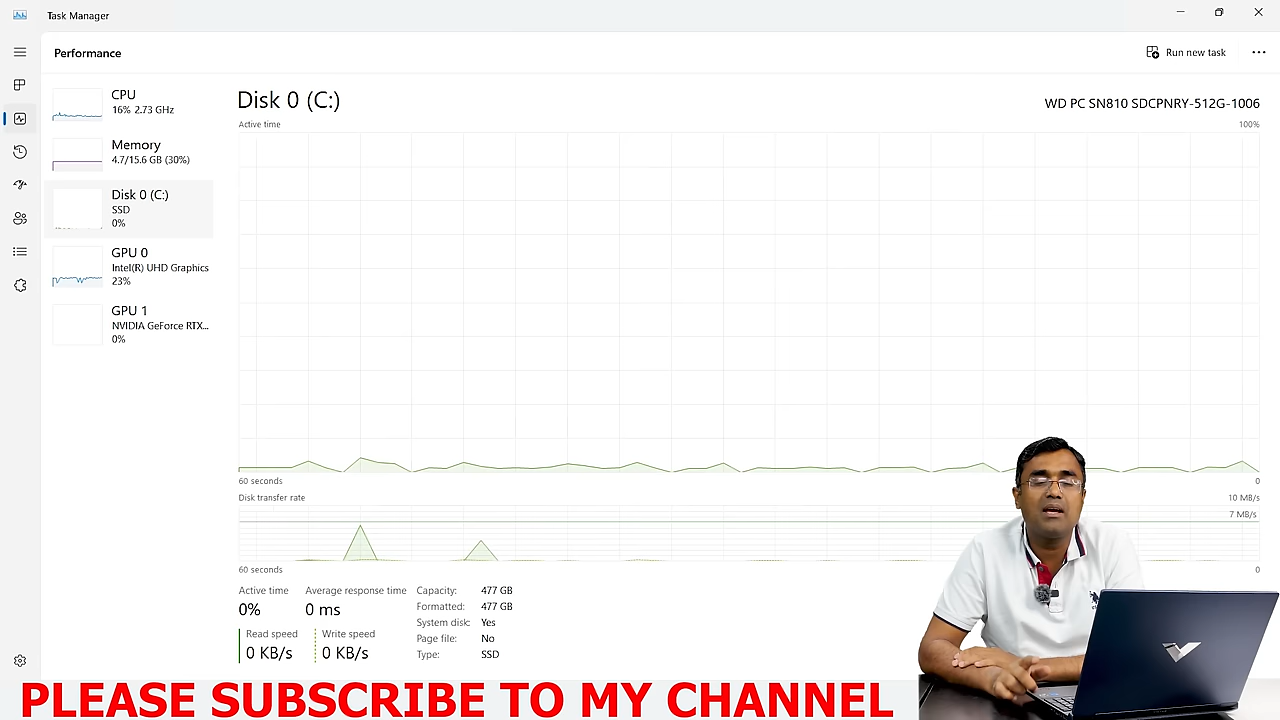 Task Manager
Performance
Run new task
CPU
16% 2.73 GHz
Memory
4.7/15.6 GB (30%)
Disk 0 (C:)
SSD
0%
GPU 0
Intel(R) UHD Graphics
23%
GPU 1
NVIDIA GeForce RTX...
0%
Disk 0 (C:)
WD PC SN810 SDCPNRY-512G-1006
Active time
100%
60 seconds
0
Disk transfer rate
10 MB/s
7 MB/s
60 seconds
0
Active time
0%
Average response time
0 ms
Read speed
0 KB/s
Write speed
0 KB/s
Capacity: 477 GB
Formatted: 477 GB
System disk: Yes
Page file: No
Type: SSD
PLEASE SUBSCRIBE TO MY CHANNEL